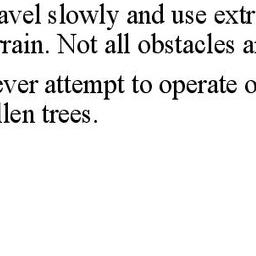 avel slowly and use extr
rrain. Not all obstacles a
ever attempt to operate o
llen trees.